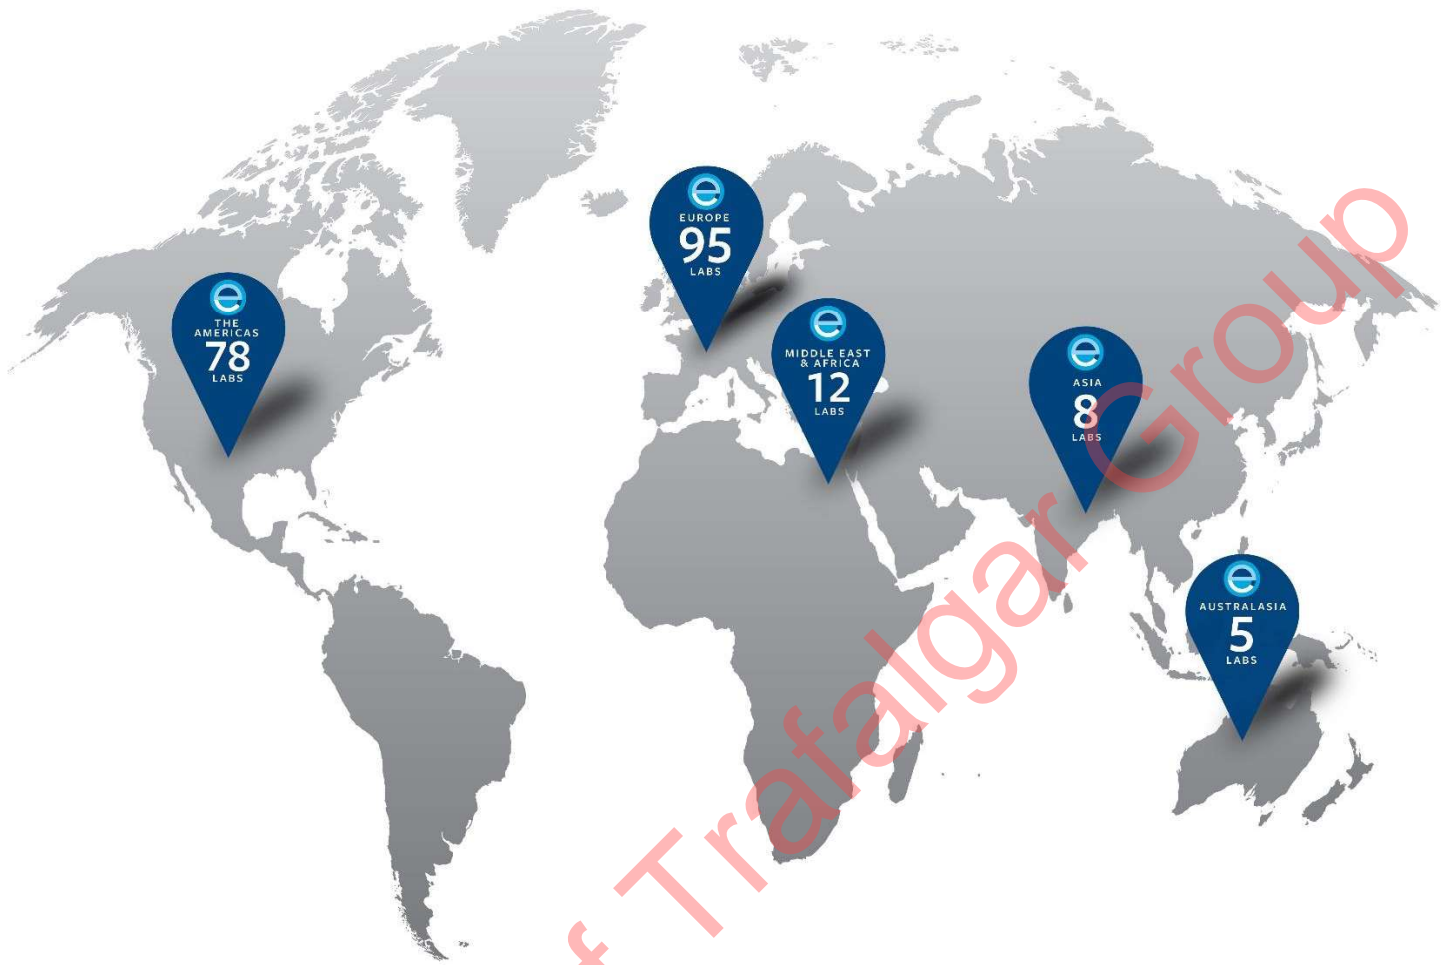 EUROPE
95
LABS
THE
AMERICAS
78
LABS
MIDDLE EAST
& AFRICA
12
LABS
ASIA
8
LABS
AUSTRALASIA
5
LABS
f Trafalgar Group